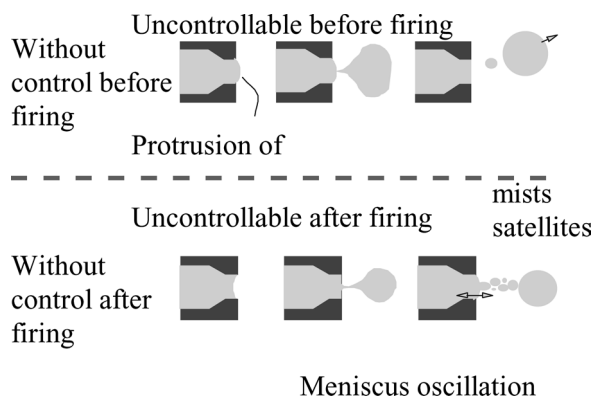 Uncontrollable before firing
Without
control before
firing
Protrusion of
mists
satellites
Uncontrollable after firing
Without
control after
firing
Meniscus oscillation